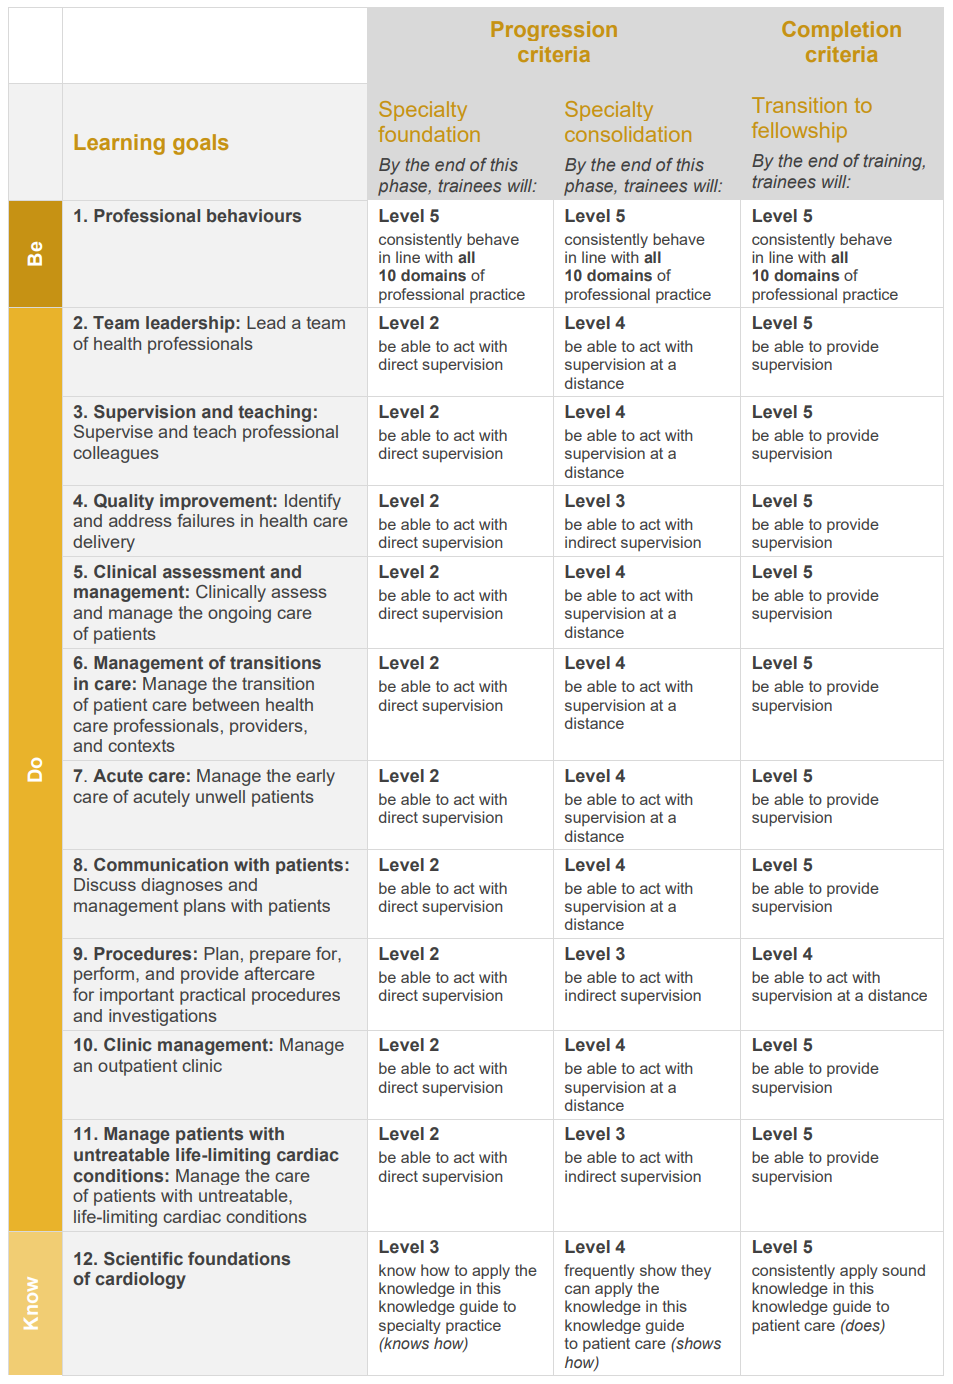 Progression
criteria
Completion
criteria
Learning goals
Specialty
foundation
By the end of this
phase, trainees will:
Specialty
consolidation
By the end of this
phase, trainees will:
Transition to
fellowship
By the end of training,
trainees will:
Be
1. Professional behaviours
Level 5
consistently behave
in line with all
10 domains of
professional practice
Level 5
consistently behave
in line with all
10 domains of
professional practice
Level 5
consistently behave
in line with all
10 domains of
professional practice
Do
2. Team leadership: Lead a team
of health professionals
Level 2
be able to act with
direct supervision
Level 4
be able to act with
supervision at a
distance
Level 5
be able to provide
supervision
3. Supervision and teaching:
Supervise and teach professional
colleagues
Level 2
be able to act with
direct supervision
Level 4
be able to act with
supervision at a
distance
Level 5
be able to provide
supervision
4. Quality improvement: Identify
and address failures in health care
delivery
Level 2
be able to act with
direct supervision
Level 3
be able to act with
indirect supervision
Level 5
be able to provide
supervision
5. Clinical assessment and
management: Clinically assess
and manage the ongoing care
of patients
Level 2
be able to act with
direct supervision
Level 4
be able to act with
supervision at a
distance
Level 5
be able to provide
supervision
6. Management of transitions
in care: Manage the transition
of patient care between health
care professionals, providers,
and contexts
Level 2
be able to act with
direct supervision
Level 4
be able to act with
supervision at a
distance
Level 5
be able to provide
supervision
7. Acute care: Manage the early
care of acutely unwell patients
Level 2
be able to act with
direct supervision
Level 4
be able to act with
supervision at a
distance
Level 5
be able to provide
supervision
8. Communication with patients:
Discuss diagnoses and
management plans with patients
Level 2
be able to act with
direct supervision
Level 4
be able to act with
supervision at a
distance
Level 5
be able to provide
supervision
9. Procedures: Plan, prepare for,
perform, and provide aftercare
for important practical procedures
and investigations
Level 2
be able to act with
direct supervision
Level 3
be able to act with
indirect supervision
Level 4
be able to act with
supervision at a distance
10. Clinic management: Manage
an outpatient clinic
Level 2
be able to act with
direct supervision
Level 4
be able to act with
supervision at a
distance
Level 5
be able to provide
supervision
11. Manage patients with
untreatable life-limiting cardiac
conditions: Manage the care
of patients with untreatable,
life-limiting cardiac conditions
Level 2
be able to act with
direct supervision
Level 3
be able to act with
indirect supervision
Level 5
be able to provide
supervision
Know
12. Scientific foundations
of cardiology
Level 3
know how to apply the
knowledge in this
knowledge guide to
specialty practice
(knows how)
Level 4
frequently show they
can apply the
knowledge in this
knowledge guide
to patient care (shows
how)
Level 5
consistently apply sound
knowledge in this
knowledge guide to
patient care (does)